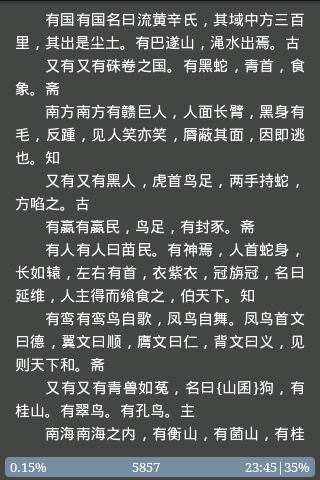 有国有国名曰流黄辛氏，其域中方三百
里，其出是尘土。有巴遂山，渑水出焉。古
又有又有硃卷之国。有黑蛇，青首，食
象。斋
南方南方有赣巨人，人面长臂，黑身有
毛，反踵，见人笑亦笑，脣蔽其面，因即逃
也。知
又有又有黑人，虎首鸟足，两手持蛇，
方啗之。古
有嬴有嬴民，鸟足，有封豕。斋
有人有人曰苗民。有神焉，人首蛇身，
长如辕，左右有首，衣紫衣，冠旃冠，名曰
延维，人主得而飨食之，伯天下。知
有鸾有鸾鸟自歌，凤鸟自舞。凤鸟首文
曰德，翼文曰顺，膺文曰仁，背文曰义，见
则天下和。斋
又有又有青兽如菟，名曰{山囷}狗，有
桂山。有翠鸟。有孔鸟。主
南海南海之内，有衡山，有菌山，有桂
0.15% 5857 23:45|35%